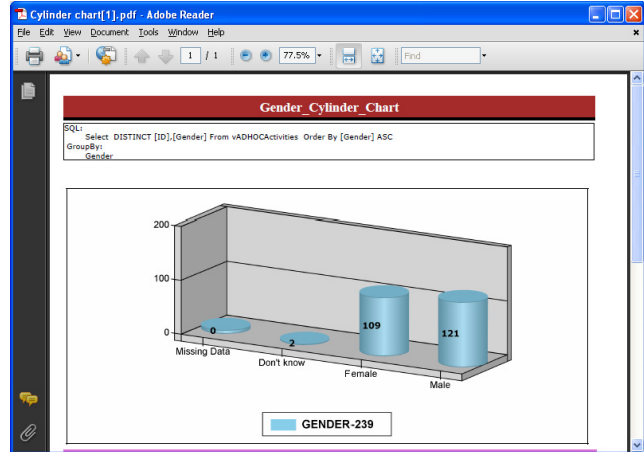 Cylinder chart[1].pdf - Adobe Reader
File Edit View Document Tools Window Help
1 / 1 77.5% Find
Gender_Cylinder_Chart
SQL:
Select DISTINCT [ID],[Gender] From vADHOCActivities Order By [Gender] ASC
GroupBy:
Gender
200
100
0
0
2
109
121
Missing Data
Don't know
Female
Male
GENDER-239